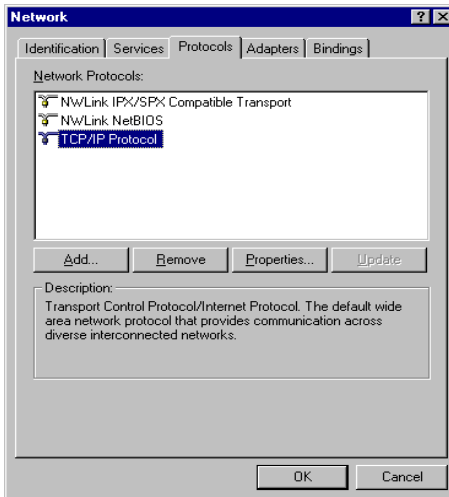 Network
Identification Services Protocols Adapters Bindings
Network Protocols:
NWLink IPX/SPX Compatible Transport
NWLink NetBIOS
TCP/IP Protocol
Add... Remove Properties... Update
Description:
Transport Control Protocol/Internet Protocol. The default wide
area network protocol that provides communication across
diverse interconnected networks.
OK Cancel